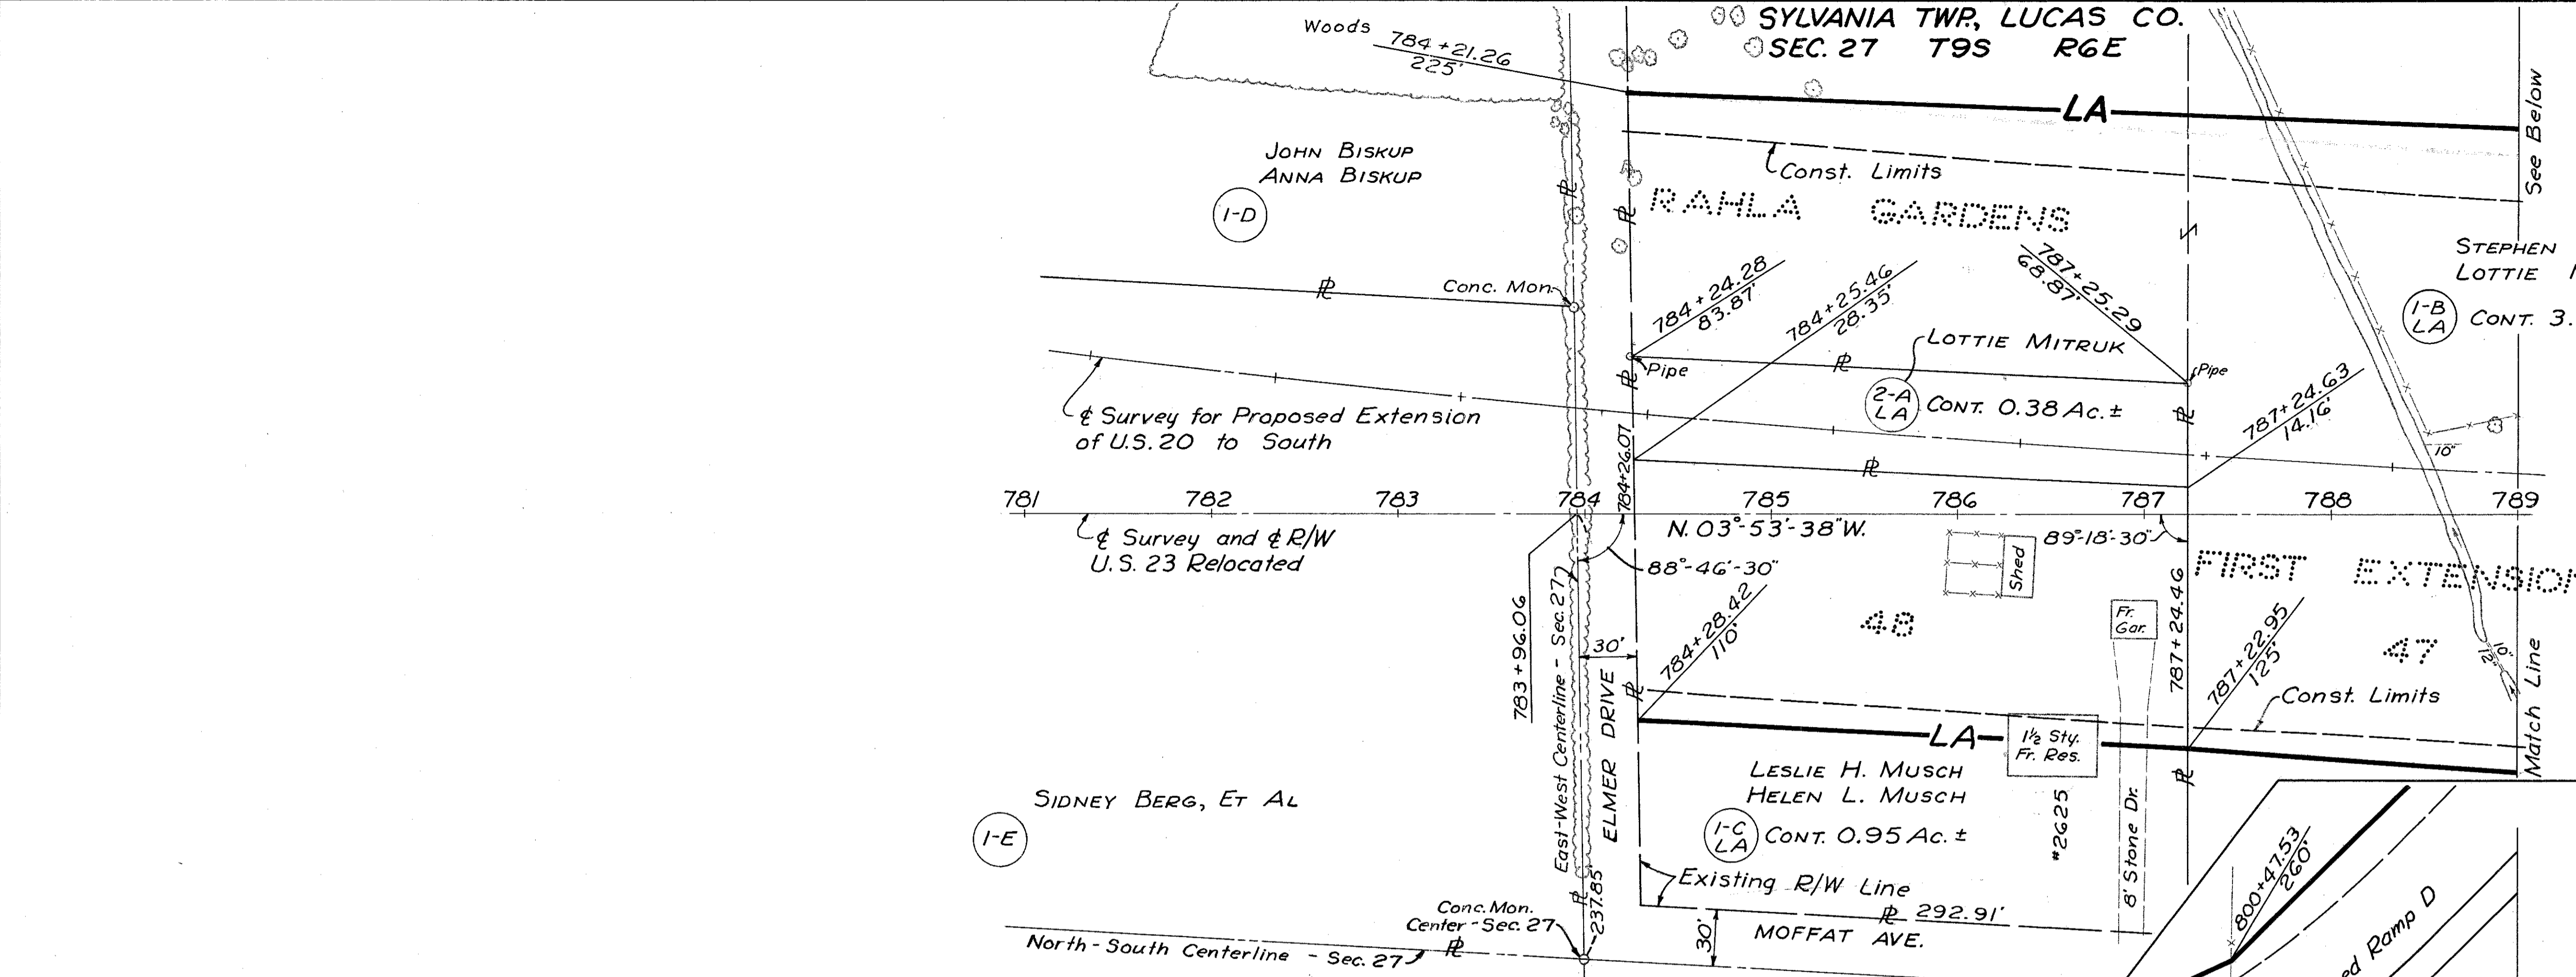 SYLVANIA TWP., LUCAS CO.
SEC. 27 T9S R6E
Woods
784+21.26
225'
LA
See Below
Const. Limits
JOHN BISKUP
ANNA BISKUP
1-D
RAHLA GARDENS
STEPHEN
LOTTIE
1-B
LA
CONT. 3.
Conc. Mon.
784+24.28
83.87'
784+25.46
28.35'
787+25.29
68.87'
LOTTIE MITRUK
Pipe
Pipe
2-A
LA
CONT. 0.38 Ac. ±
787+24.63
14.16'
10"
℄ Survey for Proposed Extension
of U.S. 20 to South
784+26.07
781 782 783 784 785 786 787 788 789
℄ Survey and ℄ R/W
U.S. 23 Relocated
N. 03°-53'-38"W.
88°-46'-30"
89°-18'-30"
Shed
FIRST EXTENSION
783+96.06
East-West Centerline - Sec. 27
30'
ELMER DRIVE
784+28.42
110'
48
Fr.
Gar.
787+24.46
787+22.95
125'
47
10"
12"
Const. Limits
Match Line
LA
1½ Sty.
Fr. Res.
LESLIE H. MUSCH
HELEN L. MUSCH
1-C
LA
CONT. 0.95 Ac. ±
#2625
8' Stone Dr.
SIDNEY BERG, ET AL
1-E
Existing R/W Line
237.85'
℄ 292.91'
30'
MOFFAT AVE.
Conc. Mon.
Center - Sec. 27
North - South Centerline - Sec. 27
800+47.53
260'
ed Ramp D